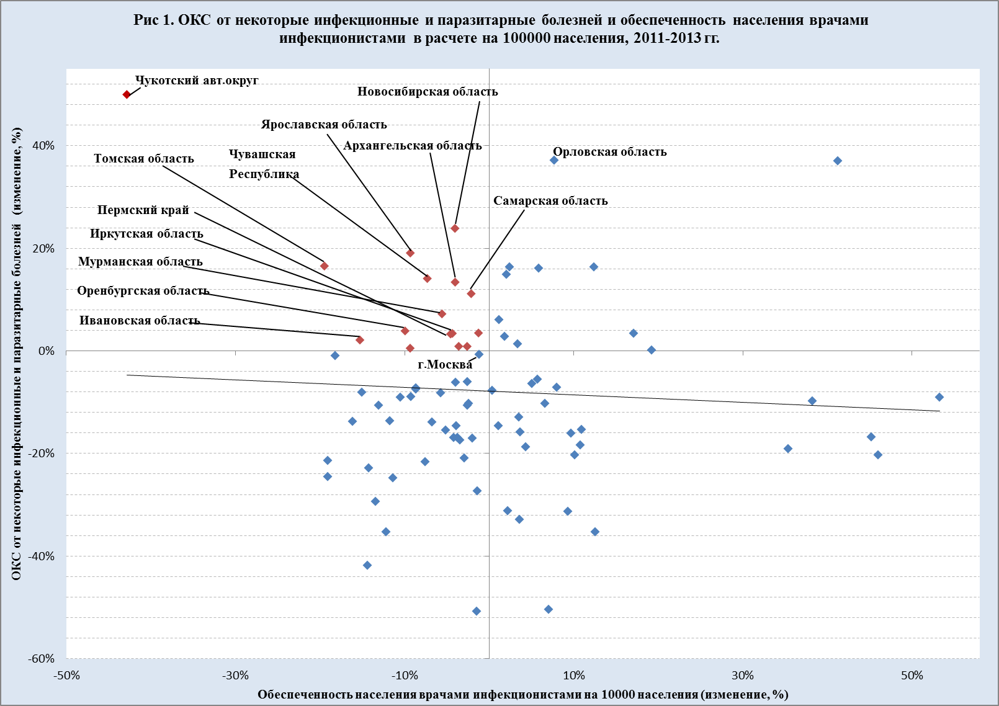 Рис 1. ОКС от некоторые инфекционные и паразитарные болезней и обеспеченность населения врачами
инфекционистами в расчете на 100000 населения, 2011-2013 гг.
Чукотский авт.округ
Новосибирская область
Ярославская область
Архангельская область
Чувашская
Республика
Томская область
Орловская область
Самарская область
Пермский край
Иркутская область
Мурманская область
Оренбургская область
Ивановская область
г.Москва
ОКС от некоторые инфекционные и паразитарные болезней (изменение, %)
40%
20%
0%
-20%
-40%
-60%
-50%
-30%
-10%
10%
30%
50%
Обеспеченность населения врачами инфекционистами на 10000 населения (изменение, %)